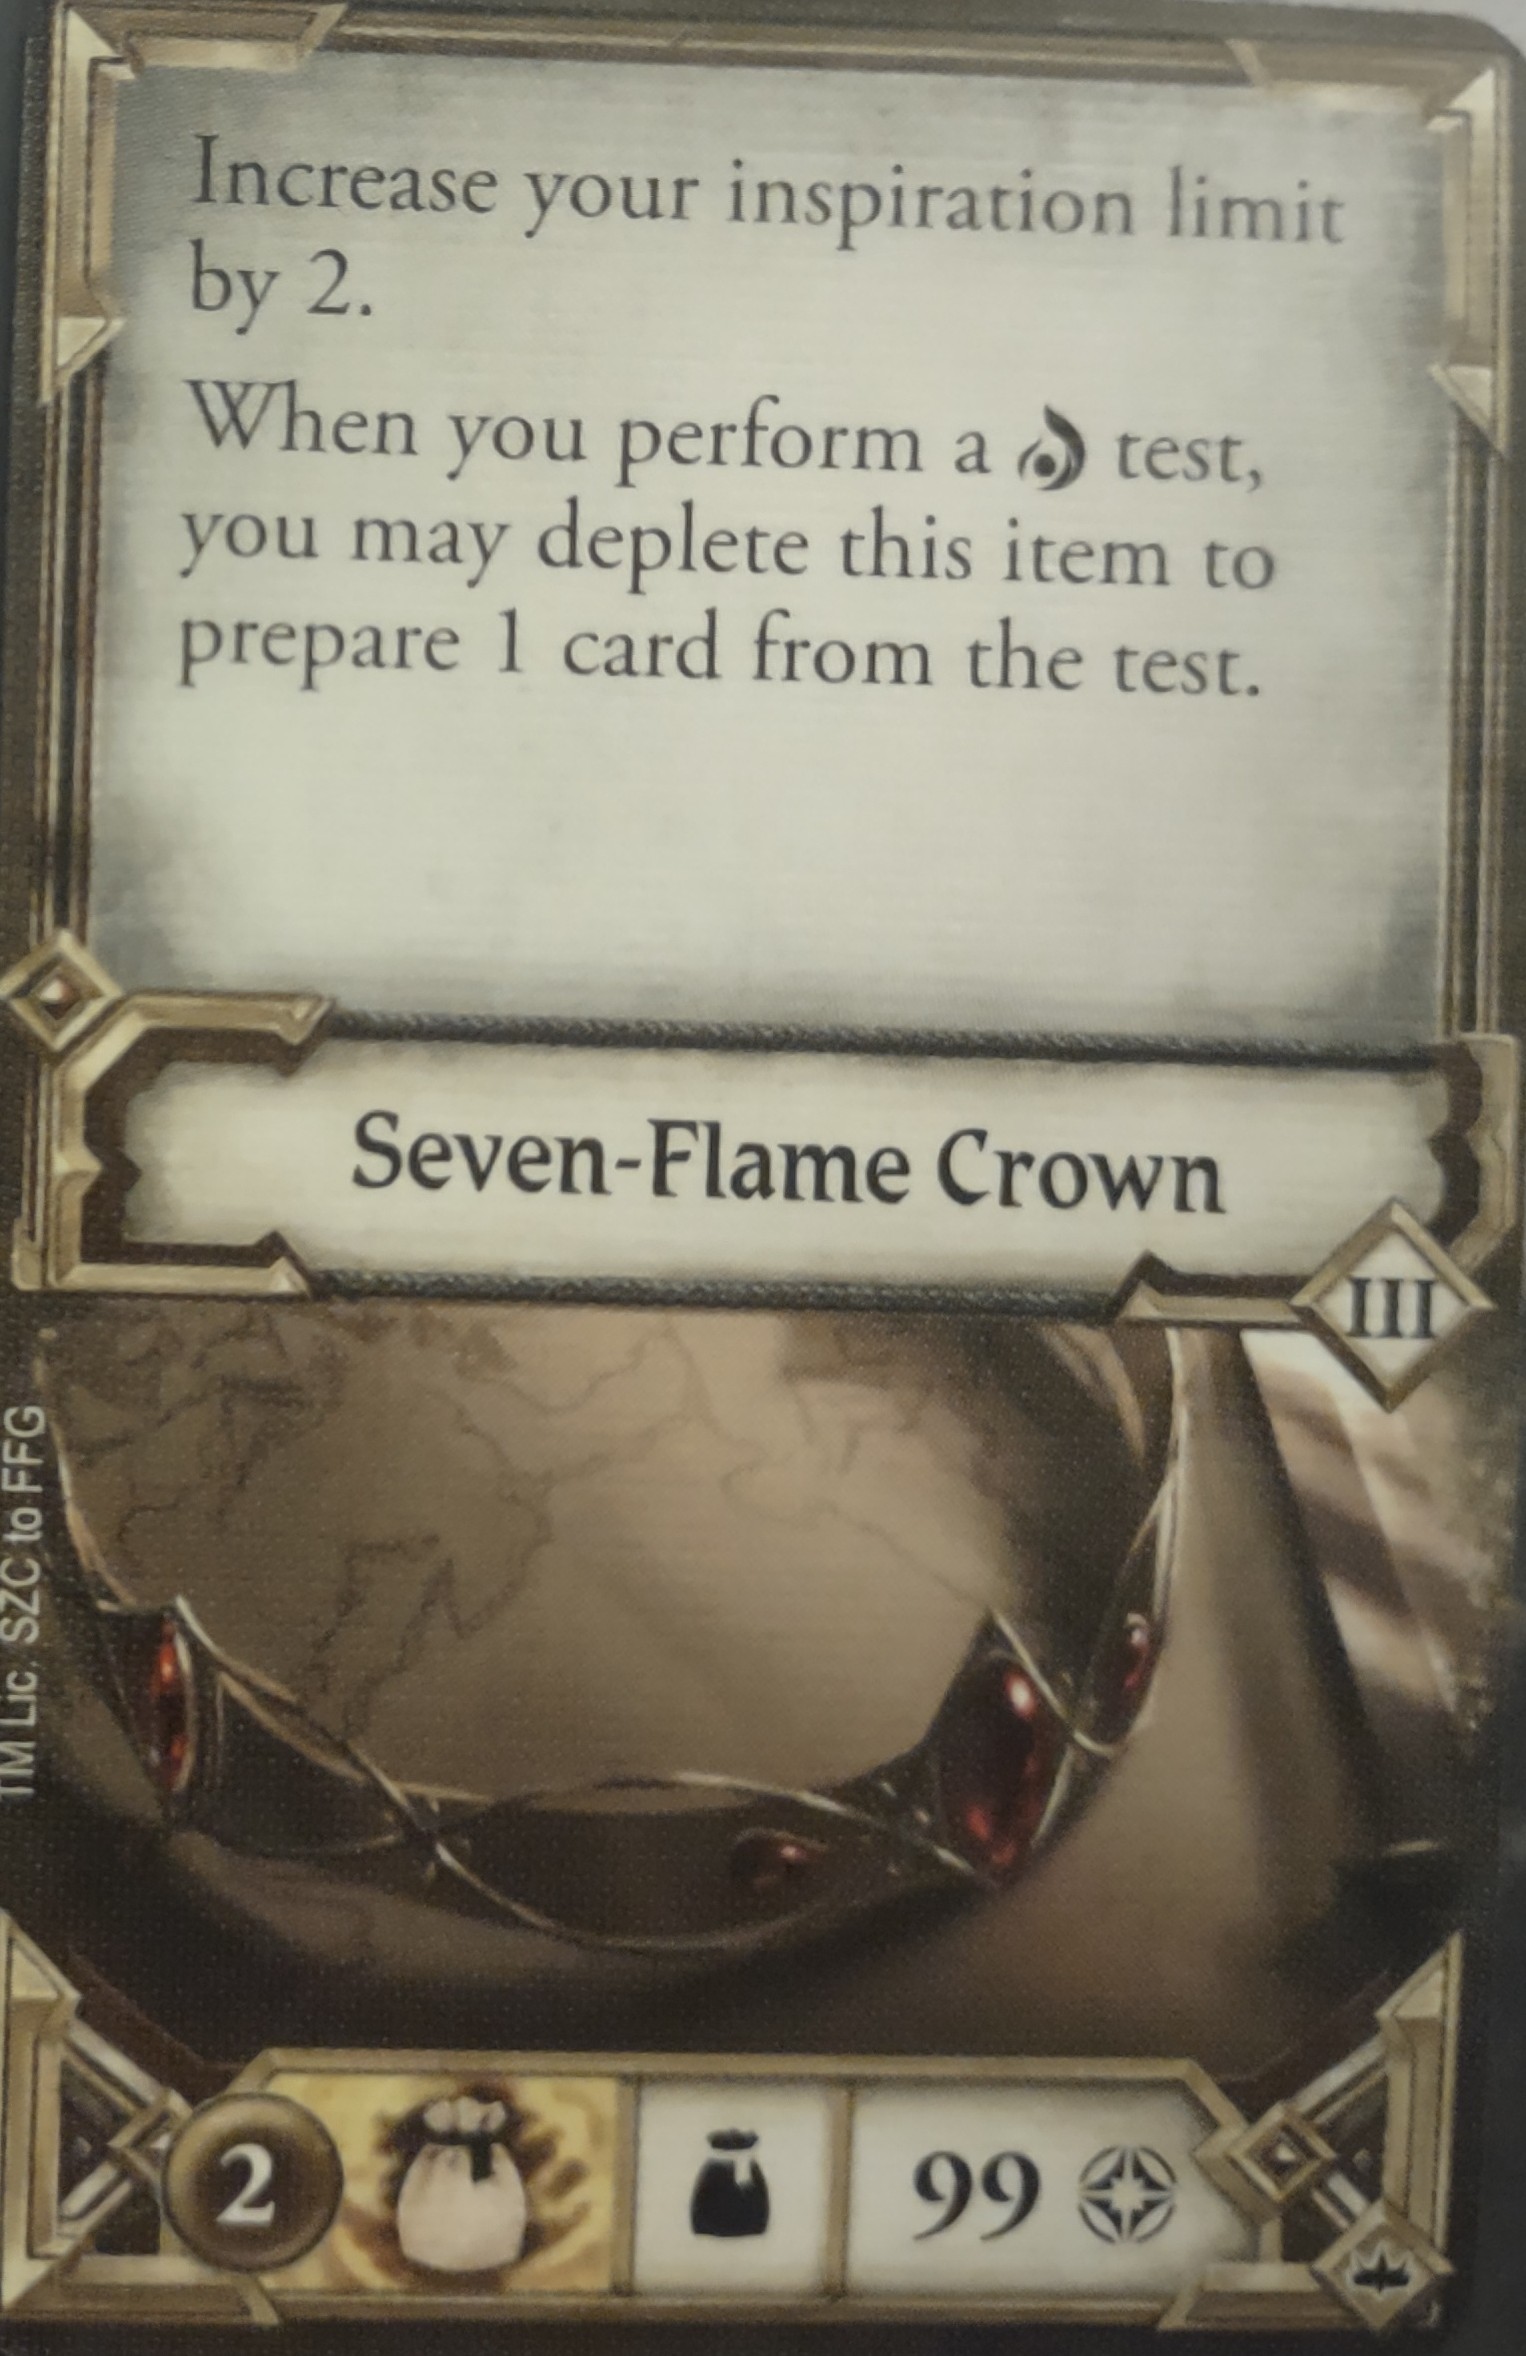 Increase your inspiration limit
by 2.
When you perform a test,
you may deplete this item to
prepare 1 card from the test.
Seven-Flame Crown
III
TM Lic. SZC to FFG
2
99